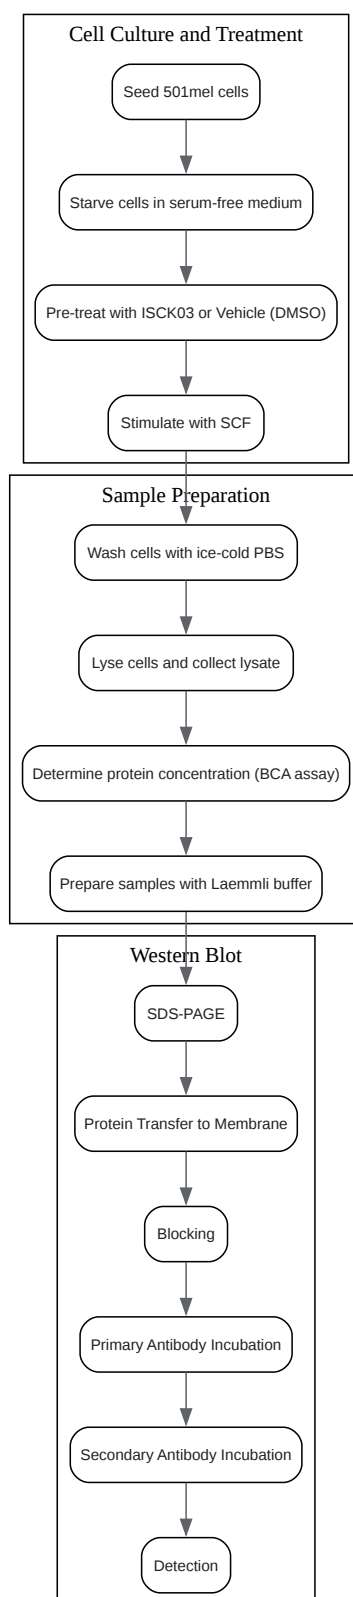 Cell Culture and Treatment
Seed 501mel cells
Starve cells in serum-free medium
Pre-treat with ISCK03 or Vehicle (DMSO)
Stimulate with SCF
Sample Preparation
Wash cells with ice-cold PBS
Lyse cells and collect lysate
Determine protein concentration (BCA assay)
Prepare samples with Laemmli buffer
Western Blot
SDS-PAGE
Protein Transfer to Membrane
Blocking
Primary Antibody Incubation
Secondary Antibody Incubation
Detection